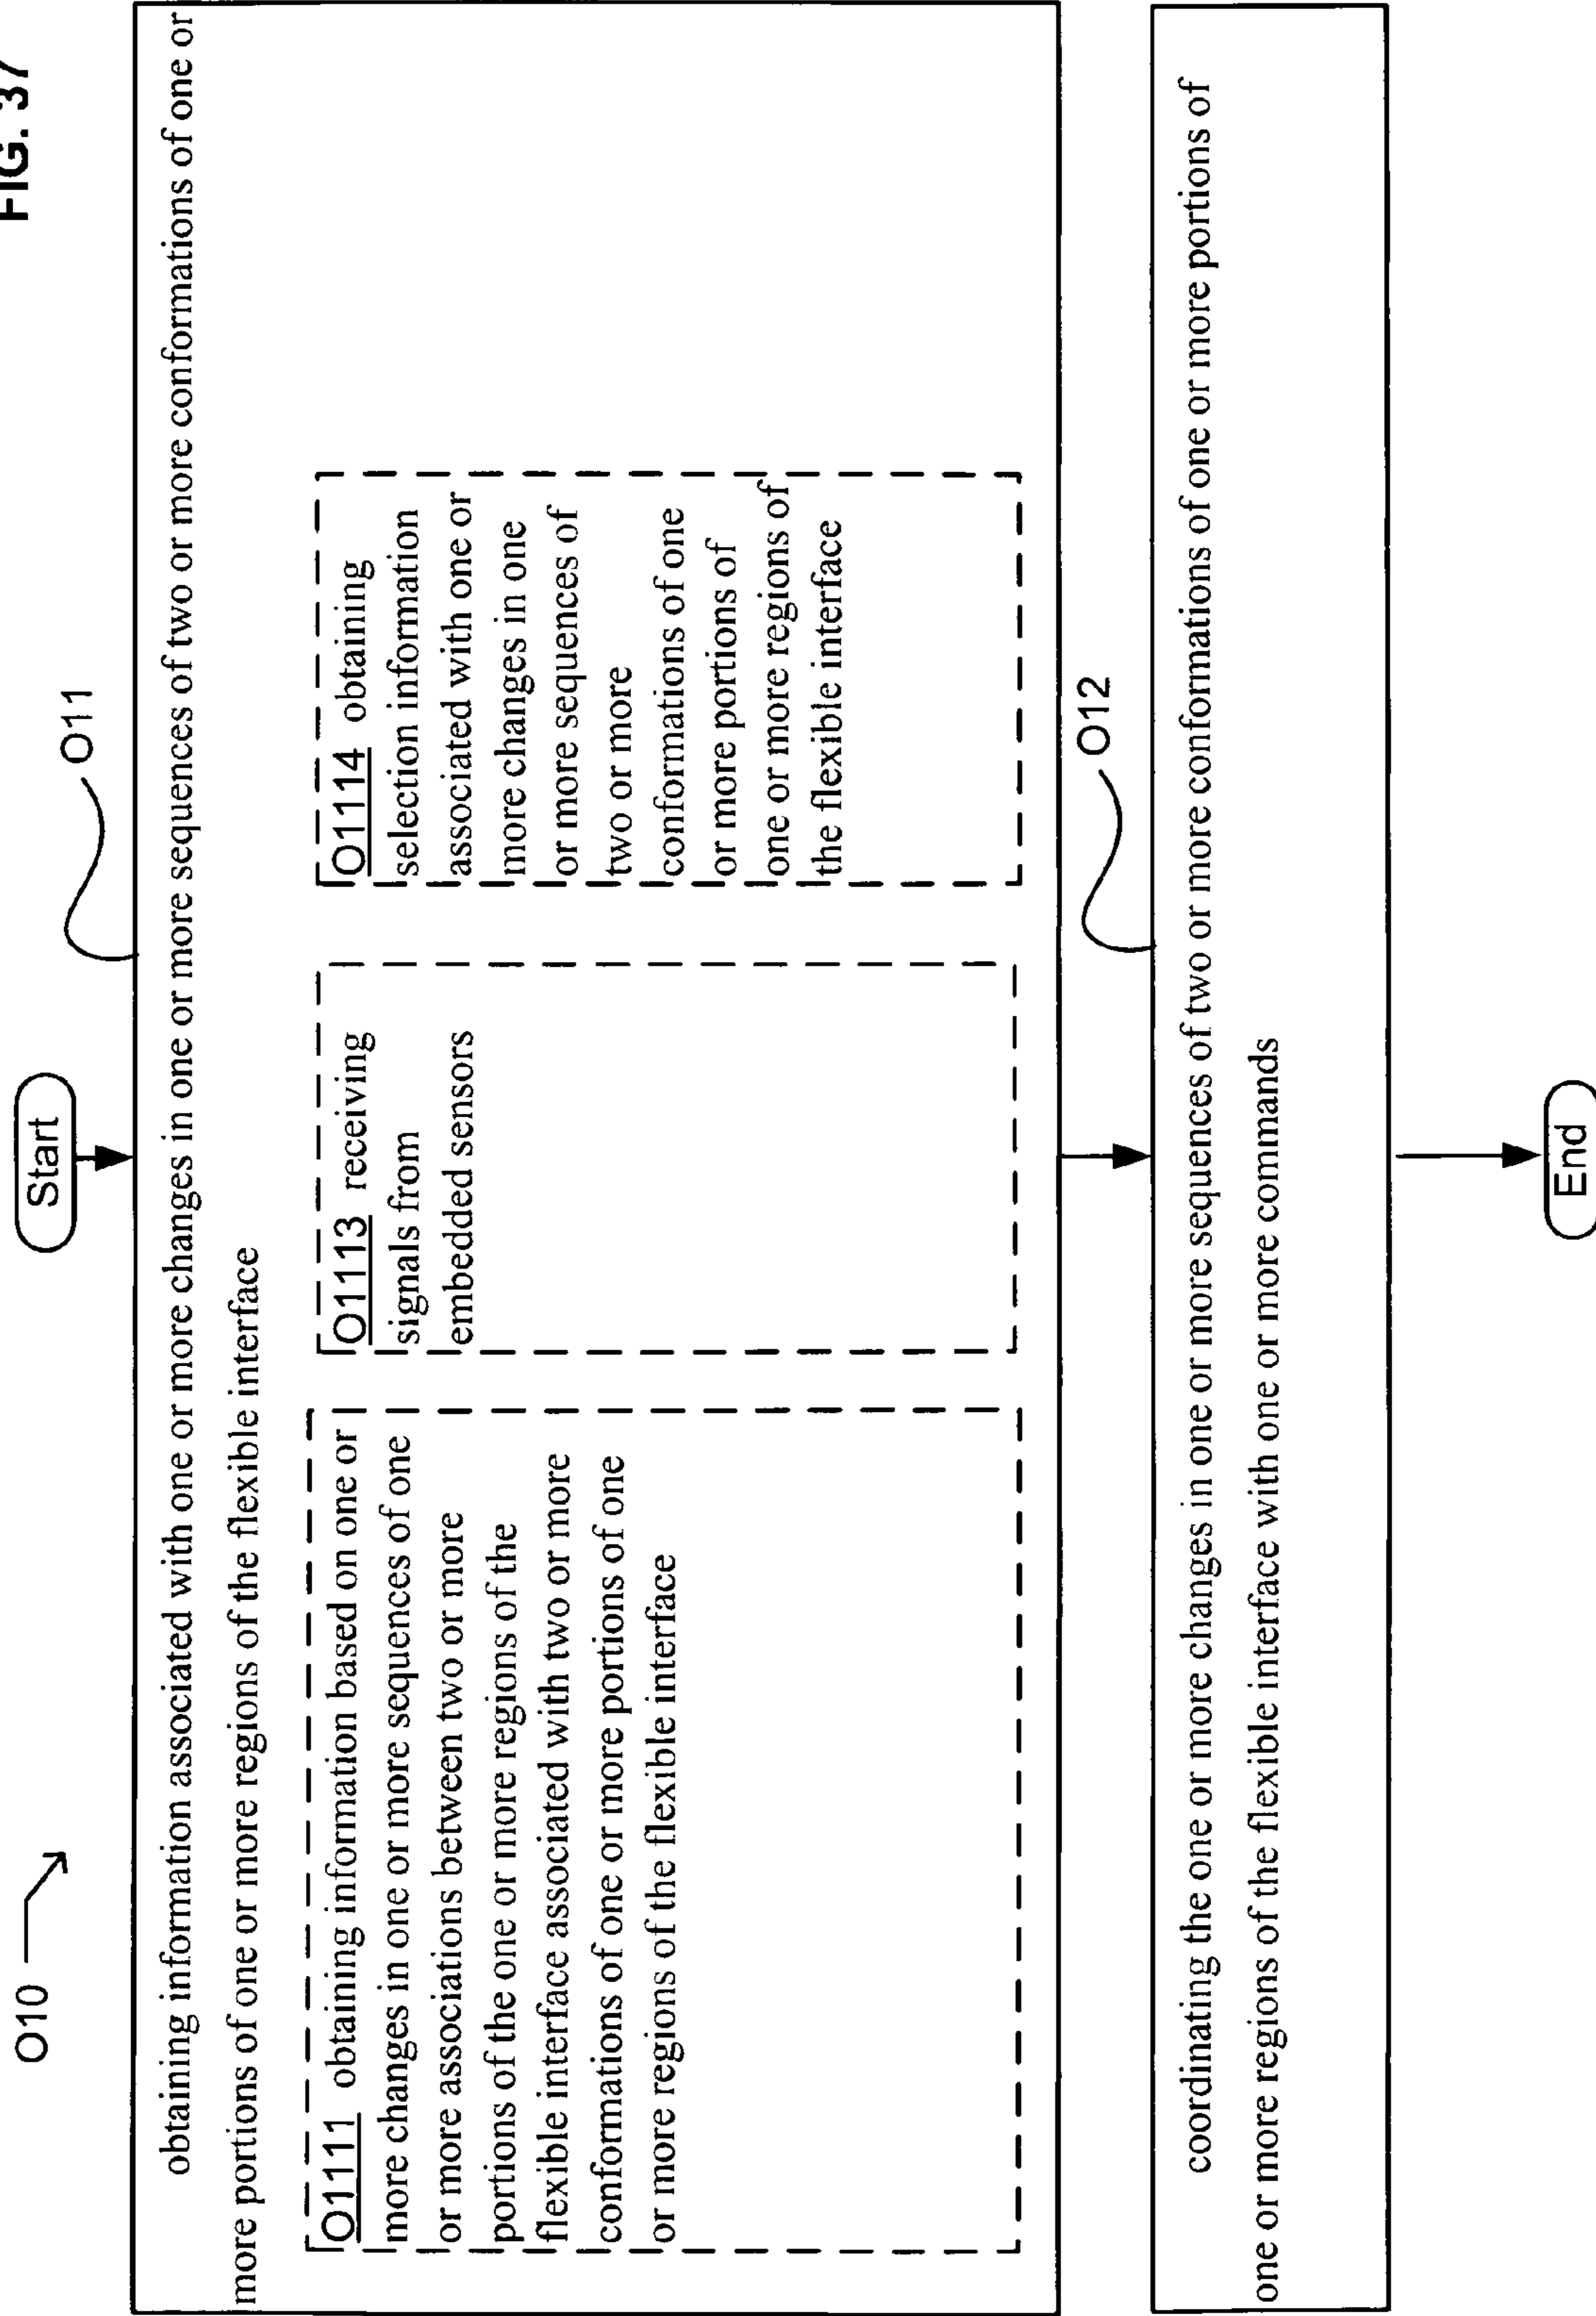 FIG. 37
O10
Start
O11
obtaining information associated with one or more changes in one or more sequences of two or more conformations of one or
more portions of one or more regions of the flexible interface
O1111 obtaining information based on one or
more changes in one or more sequences of one
or more associations between two or more
portions of the one or more regions of the
flexible interface associated with two or more
conformations of one or more portions of one
or more regions of the flexible interface
O1113 receiving
signals from
embedded sensors
O1114 obtaining
selection information
associated with one or
more changes in one
or more sequences of
two or more
conformations of one
or more portions of
one or more regions of
the flexible interface
O12
coordinating the one or more changes in one or more sequences of two or more conformations of one or more portions of
one or more regions of the flexible interface with one or more commands
End